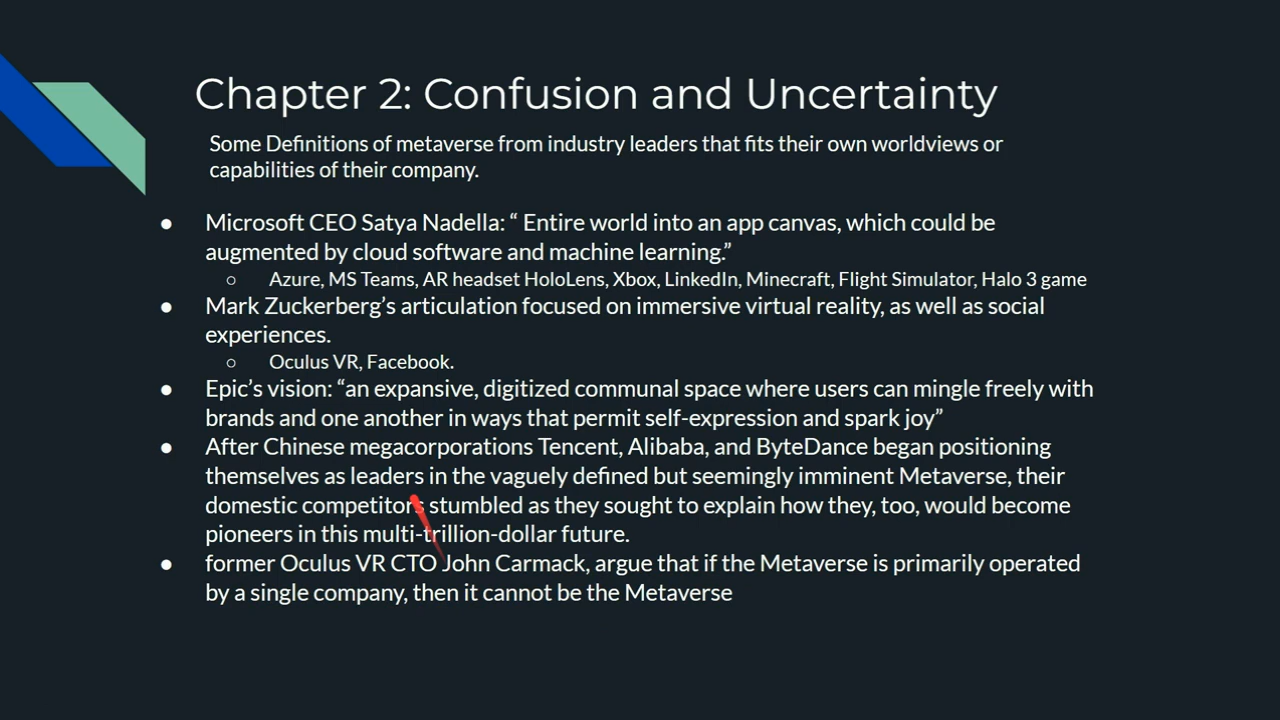 Chapter 2: Confusion and Uncertainty
Some Definitions of metaverse from industry leaders that fits their own worldviews or
capabilities of their company.
● Microsoft CEO Satya Nadella: “ Entire world into an app canvas, which could be
augmented by cloud software and machine learning.”
○ Azure, MS Teams, AR headset HoloLens, Xbox, LinkedIn, Minecraft, Flight Simulator, Halo 3 game
● Mark Zuckerberg’s articulation focused on immersive virtual reality, as well as social
experiences.
○ Oculus VR, Facebook.
● Epic’s vision: “an expansive, digitized communal space where users can mingle freely with
brands and one another in ways that permit self-expression and spark joy”
● After Chinese megacorporations Tencent, Alibaba, and ByteDance began positioning
themselves as leaders in the vaguely defined but seemingly imminent Metaverse, their
domestic competitors stumbled as they sought to explain how they, too, would become
pioneers in this multi-trillion-dollar future.
● former Oculus VR CTO John Carmack, argue that if the Metaverse is primarily operated
by a single company, then it cannot be the Metaverse